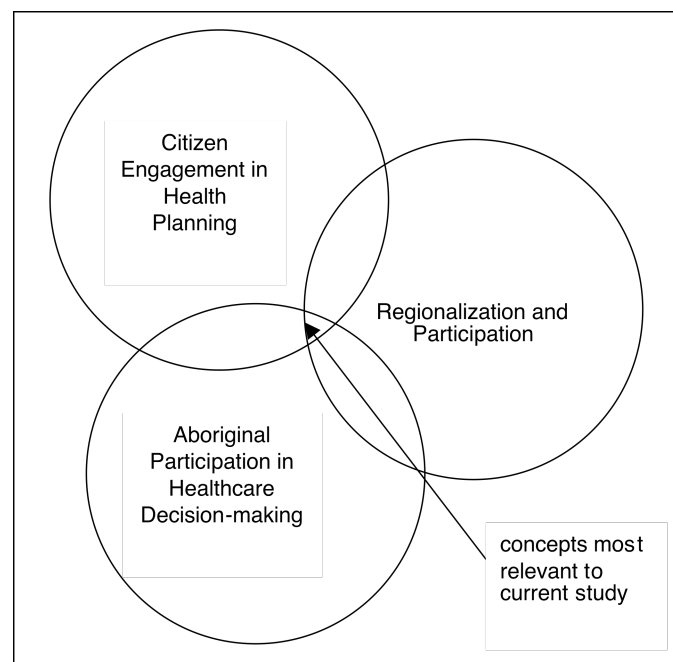 Citizen
Engagement in
Health
Planning
Regionalization and
Participation
Aboriginal
Participation in
Healthcare
Decision-making
concepts most
relevant to
current study